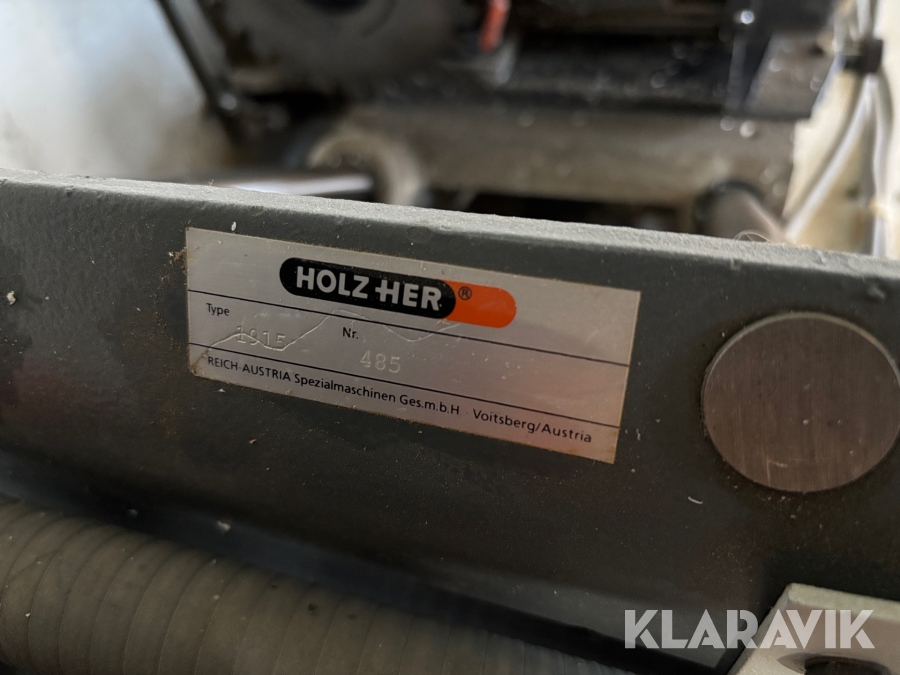 HOLZ-HER ®
Type 1915 Nr. 485
REICH-AUSTRIA Spezialmaschinen Ges.m.b.H Voitsberg/Austria
KLARAVIK